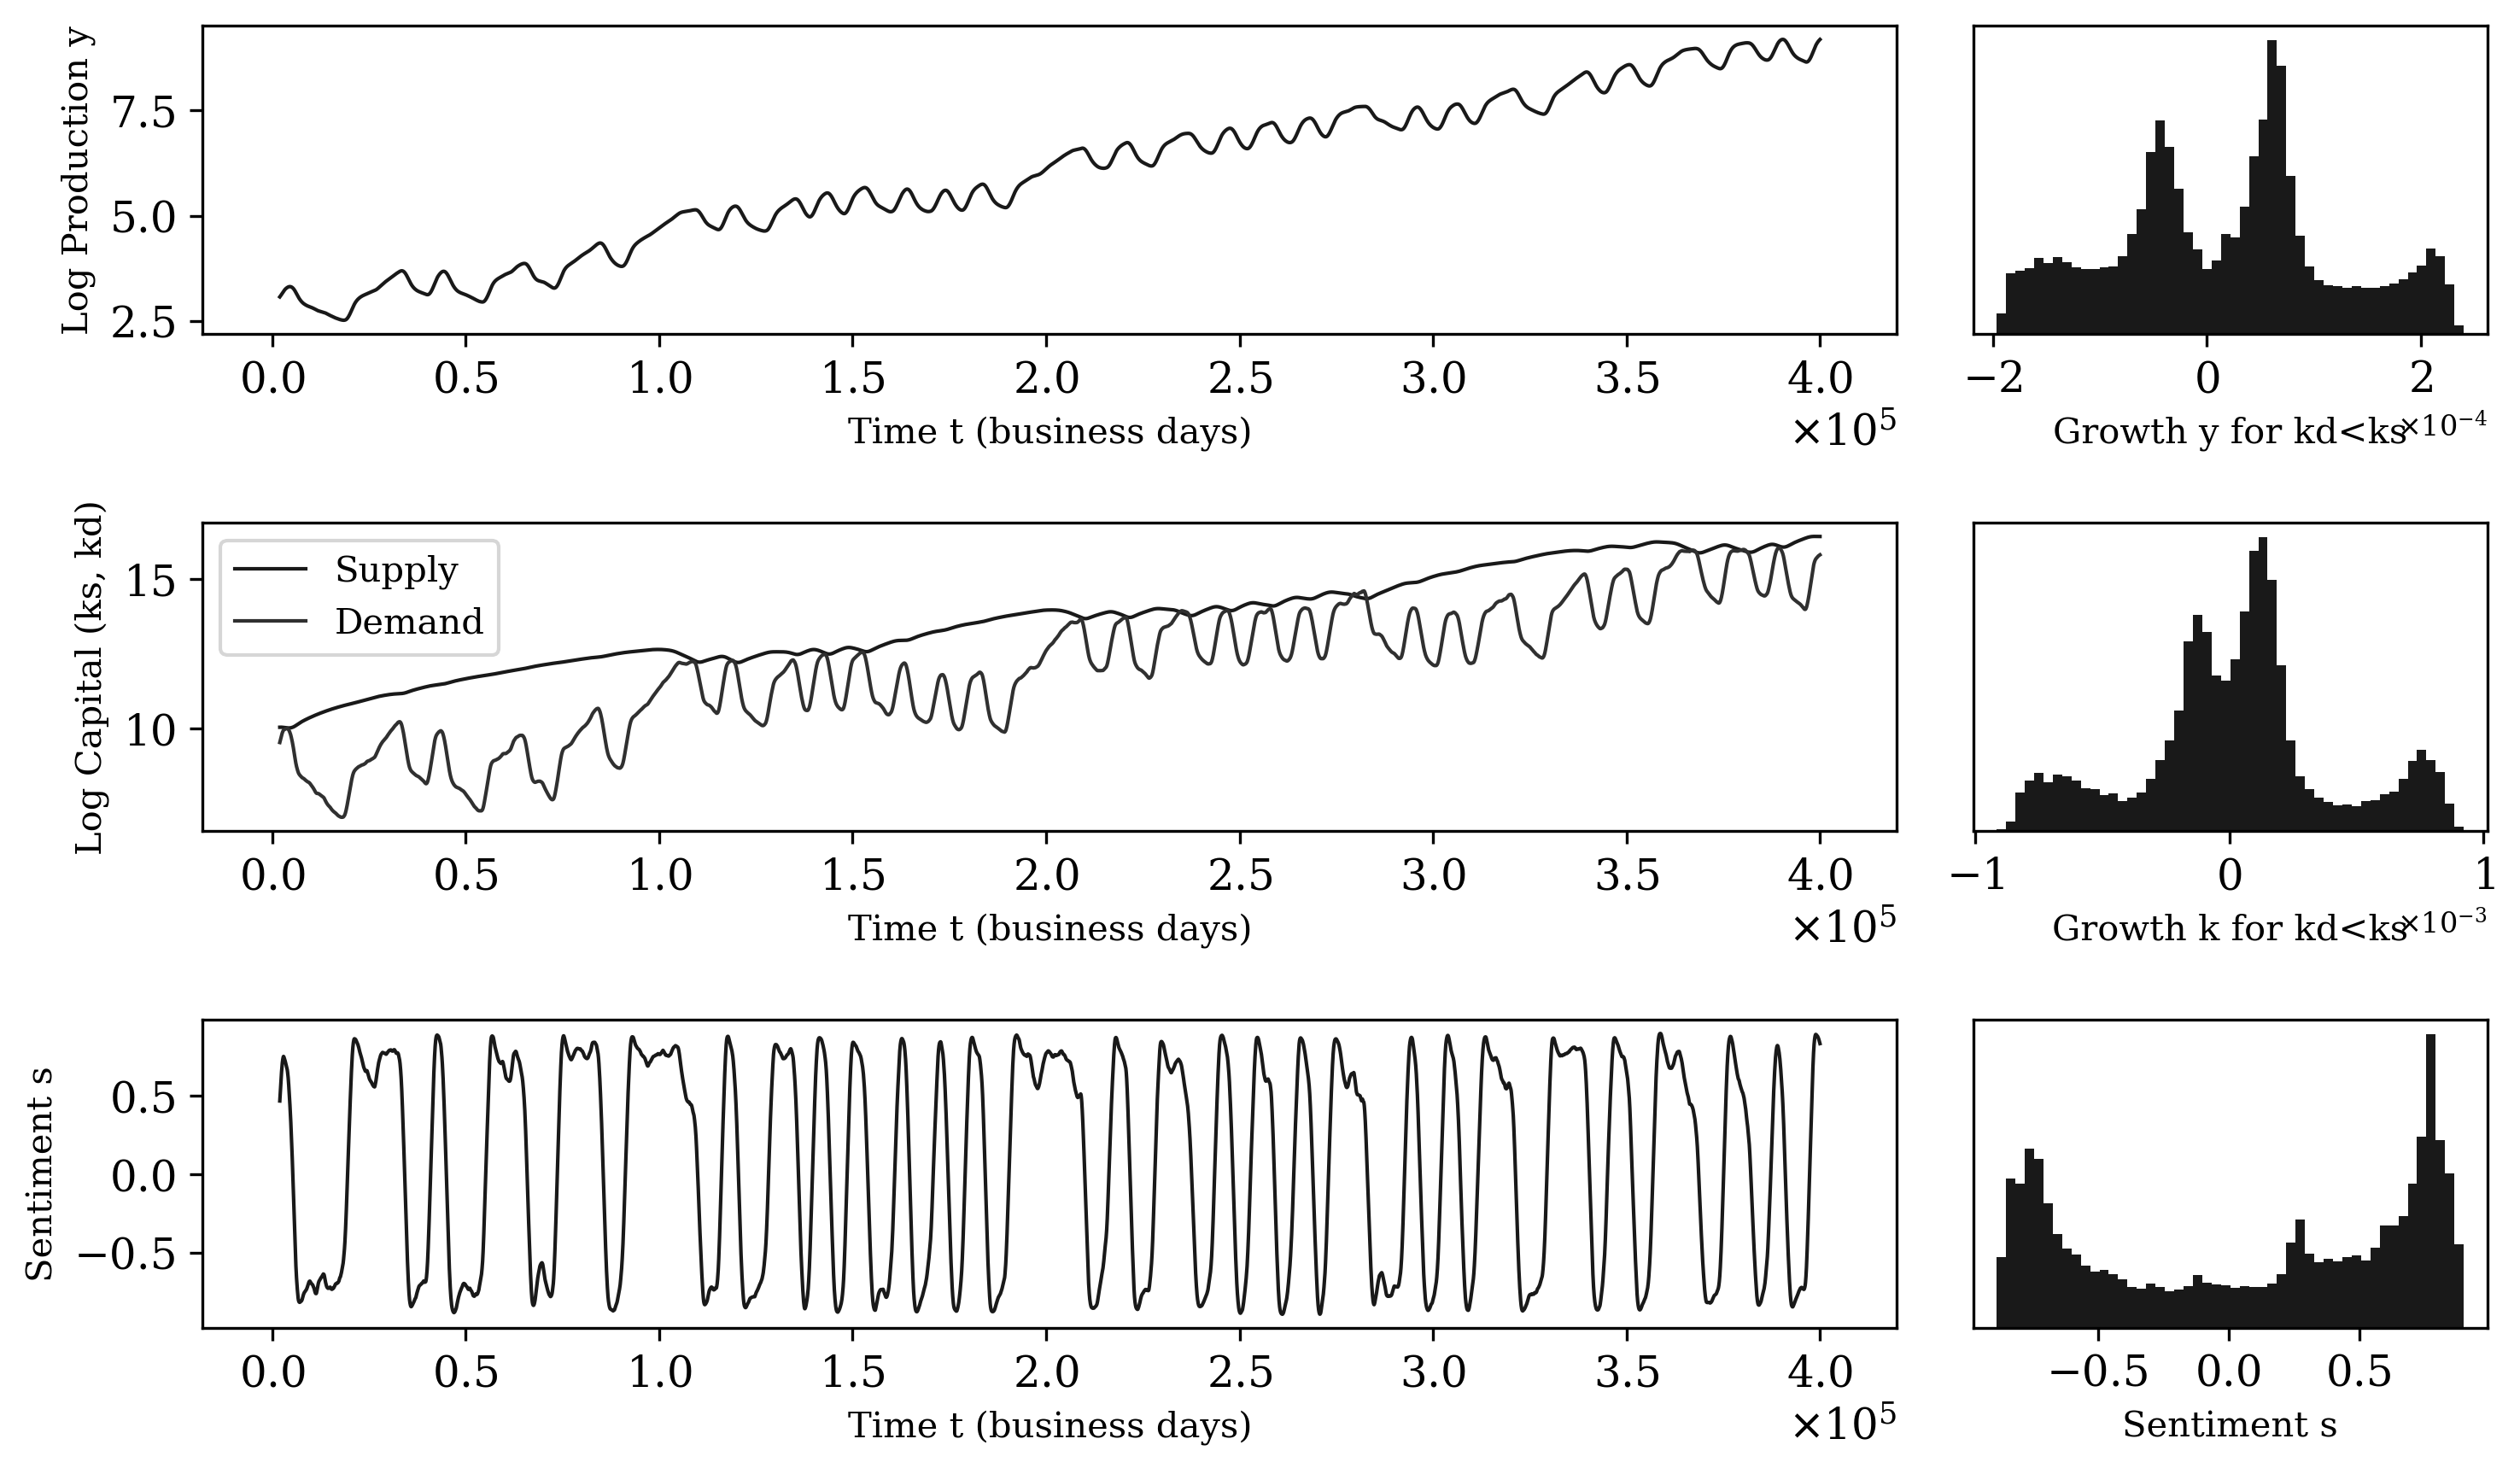 Log Production y
7.5
5.0
2.5
0.0 0.5 1.0 1.5 2.0 2.5 3.0 3.5 4.0
Time t (business days)
×10⁵
−2 0 2
Growth y for kd<ks
×10⁻⁴
Log Capital (ks, kd)
15
10
Supply
Demand
0.0 0.5 1.0 1.5 2.0 2.5 3.0 3.5 4.0
Time t (business days)
×10⁵
−1 0 1
Growth k for kd<ks
×10⁻³
Sentiment s
0.5
0.0
−0.5
0.0 0.5 1.0 1.5 2.0 2.5 3.0 3.5 4.0
Time t (business days)
×10⁵
−0.5 0.0 0.5
Sentiment s